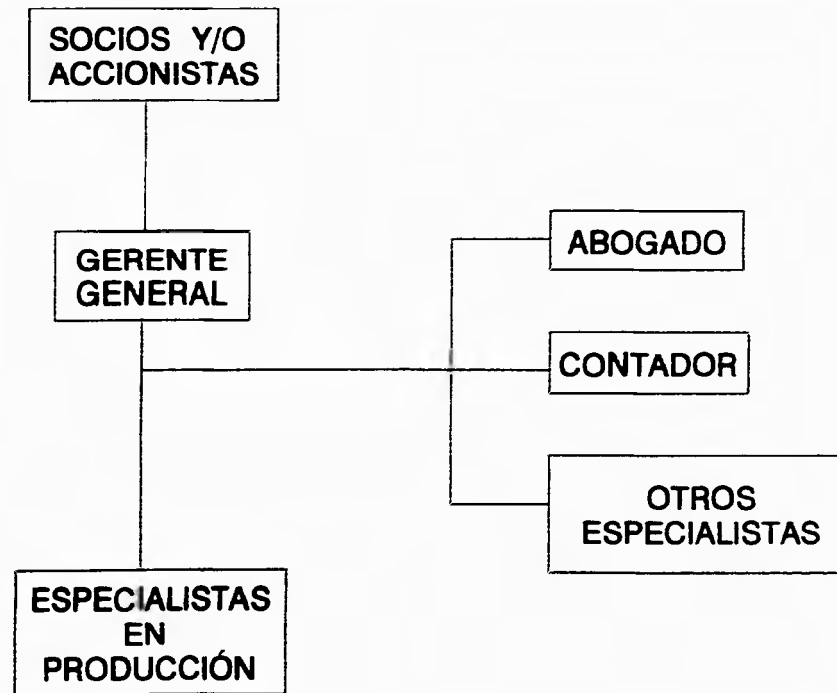 SOCIOS Y/O
ACCIONISTAS
GERENTE
GENERAL
ABOGADO
CONTADOR
OTROS
ESPECIALISTAS
ESPECIALISTAS
EN
PRODUCCIÓN